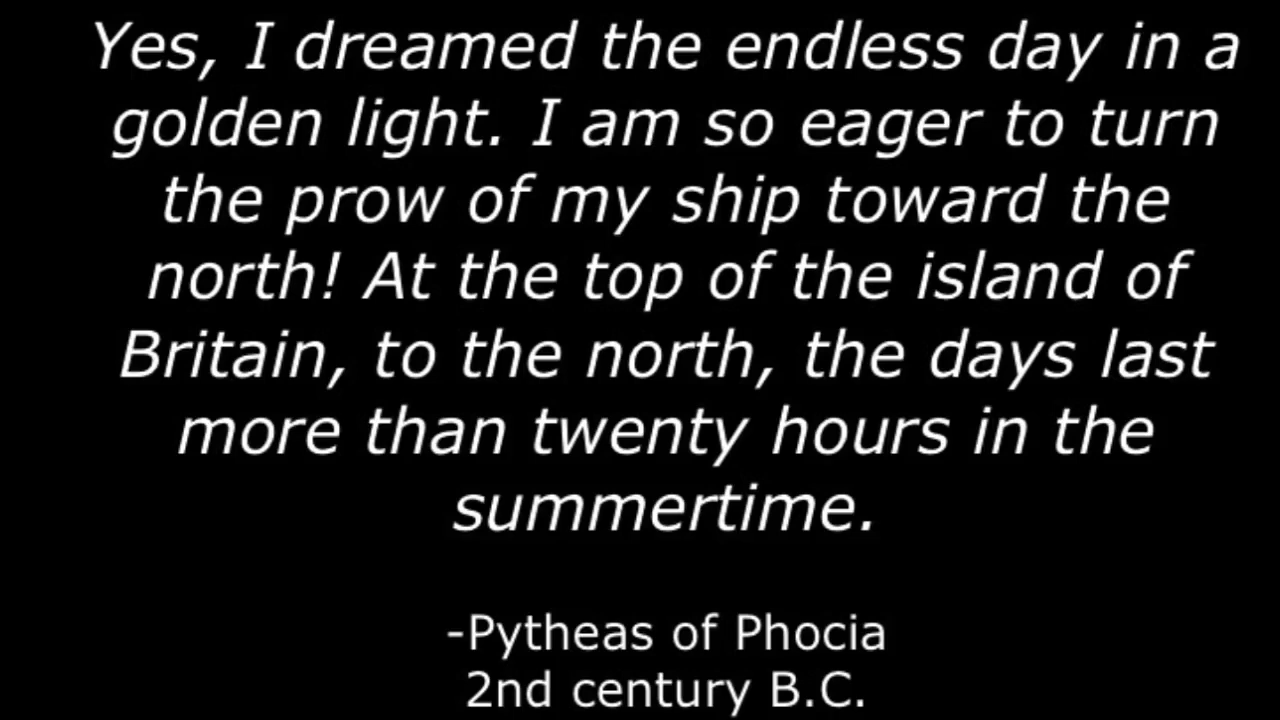 Yes, I dreamed the endless day in a
golden light. I am so eager to turn
the prow of my ship toward the
north! At the top of the island of
Britain, to the north, the days last
more than twenty hours in the
summertime.
-Pytheas of Phocia
2nd century B.C.